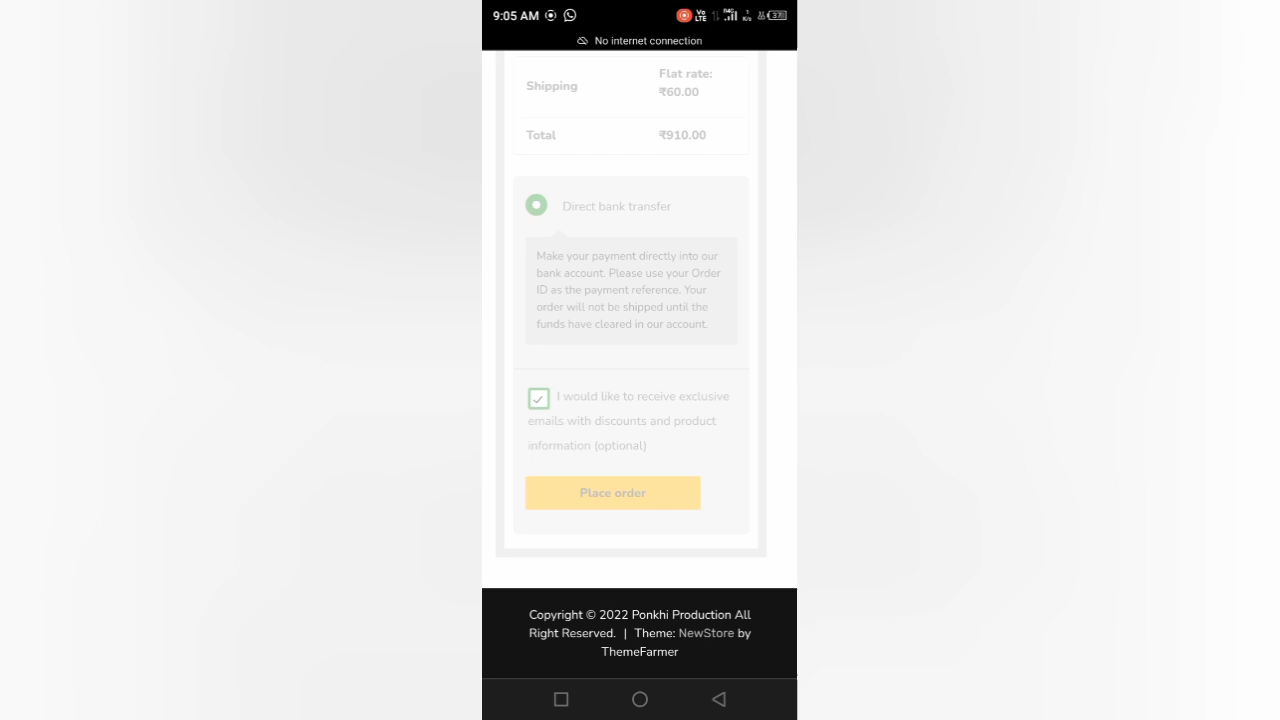 9:05 AM
Vo
LTE
K/s
37
No internet connection
Flat rate:
Shipping
₹60.00
Total ₹910.00
Direct bank transfer
Make your payment directly into our
bank account. Please use your Order
ID as the payment reference. Your
order will not be shipped until the
funds have cleared in our account.
I would like to receive exclusive
emails with discounts and product
information (optional)
Place order
Copyright © 2022 Ponkhi Production All
Right Reserved. | Theme: NewStore by
ThemeFarmer